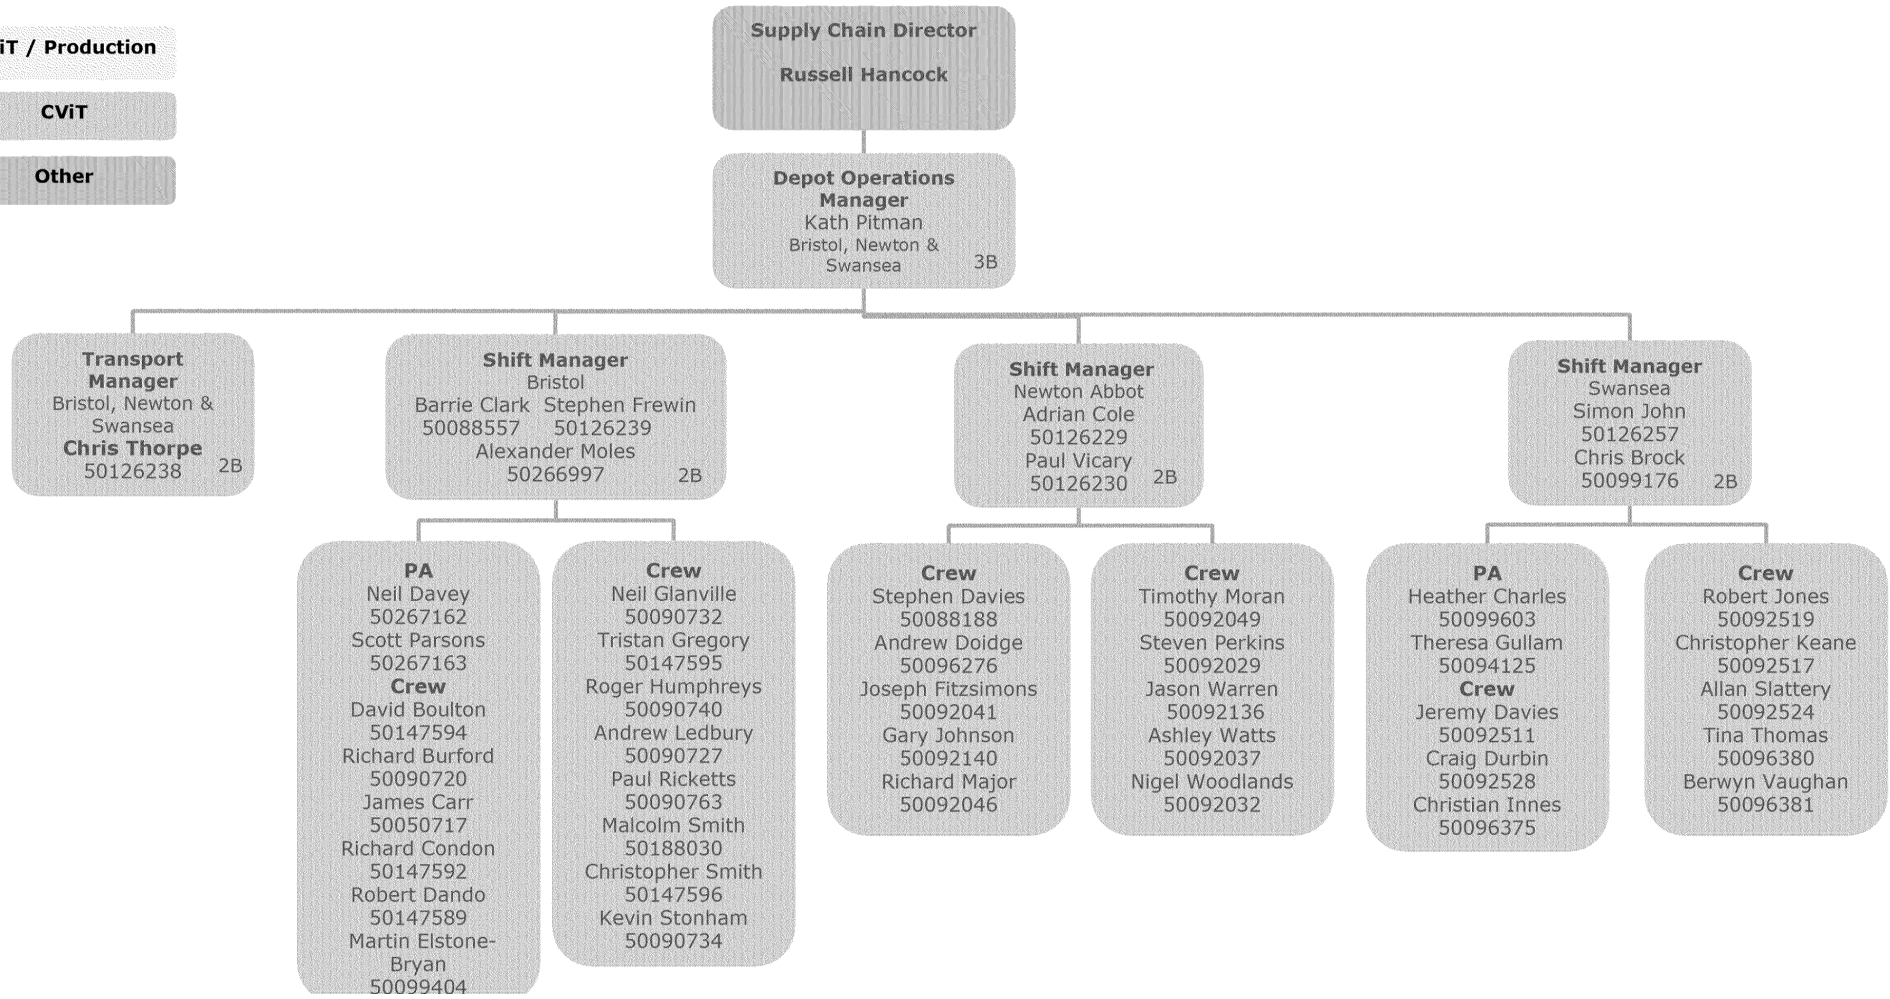 iT / Production
CViT
Other
Supply Chain Director
Russell Hancock
Depot Operations
Manager
Kath Pitman
Bristol, Newton &
Swansea
3B
Transport
Manager
Bristol, Newton &
Swansea
Chris Thorpe
50126238
2B
Shift Manager
Bristol
Barrie Clark Stephen Frewin
50088557 50126239
Alexander Moles
50266997
2B
Shift Manager
Newton Abbot
Adrian Cole
50126229
Paul Vicary
50126230
2B
Shift Manager
Swansea
Simon John
50126257
Chris Brock
50099176
2B
PA
Neil Davey
50267162
Scott Parsons
50267163
Crew
David Boulton
50147594
Richard Burford
50090720
James Carr
50050717
Richard Condon
50147592
Robert Dando
50147589
Martin Elstone-
Bryan
50099404
Crew
Neil Glanville
50090732
Tristan Gregory
50147595
Roger Humphreys
50090740
Andrew Ledbury
50090727
Paul Ricketts
50090763
Malcolm Smith
50188030
Christopher Smith
50147596
Kevin Stonham
50090734
Crew
Stephen Davies
50088188
Andrew Doidge
50096276
Joseph Fitzsimons
50092041
Gary Johnson
50092140
Richard Major
50092046
Crew
Timothy Moran
50092049
Steven Perkins
50092029
Jason Warren
50092136
Ashley Watts
50092037
Nigel Woodlands
50092032
PA
Heather Charles
50099603
Theresa Gullam
50094125
Crew
Jeremy Davies
50092511
Craig Durbin
50092528
Christian Innes
50096375
Crew
Robert Jones
50092519
Christopher Keane
50092517
Allan Slattery
50092524
Tina Thomas
50096380
Berwyn Vaughan
50096381